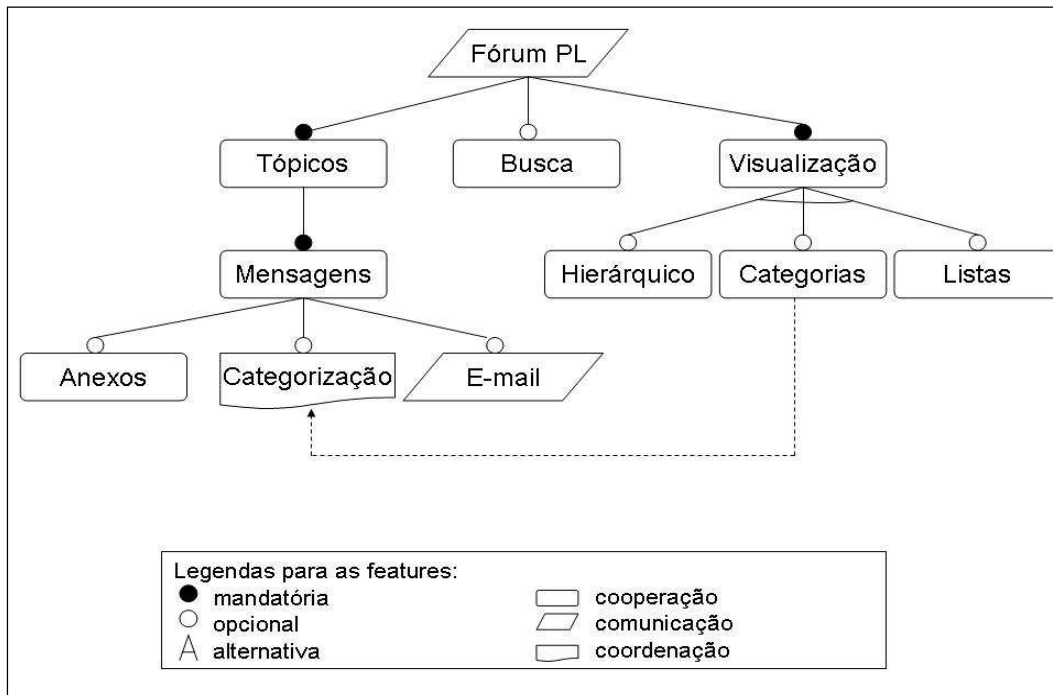 Fórum PL
Tópicos
Busca
Visualização
Mensagens
Hierárquico
Categorias
Listas
Anexos
Categorização
E-mail
Legendas para as features:
mandatória
opcional
alternativa
cooperação
comunicação
coordenação